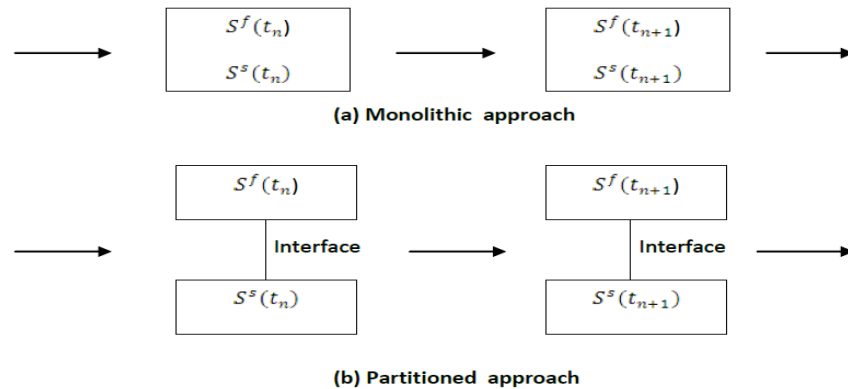 S^f(t_n) S^f(t_{n+1})
S^s(t_n) S^s(t_{n+1})
(a) Monolithic approach
S^f(t_n) S^f(t_{n+1})
Interface Interface
S^s(t_n) S^s(t_{n+1})
(b) Partitioned approach